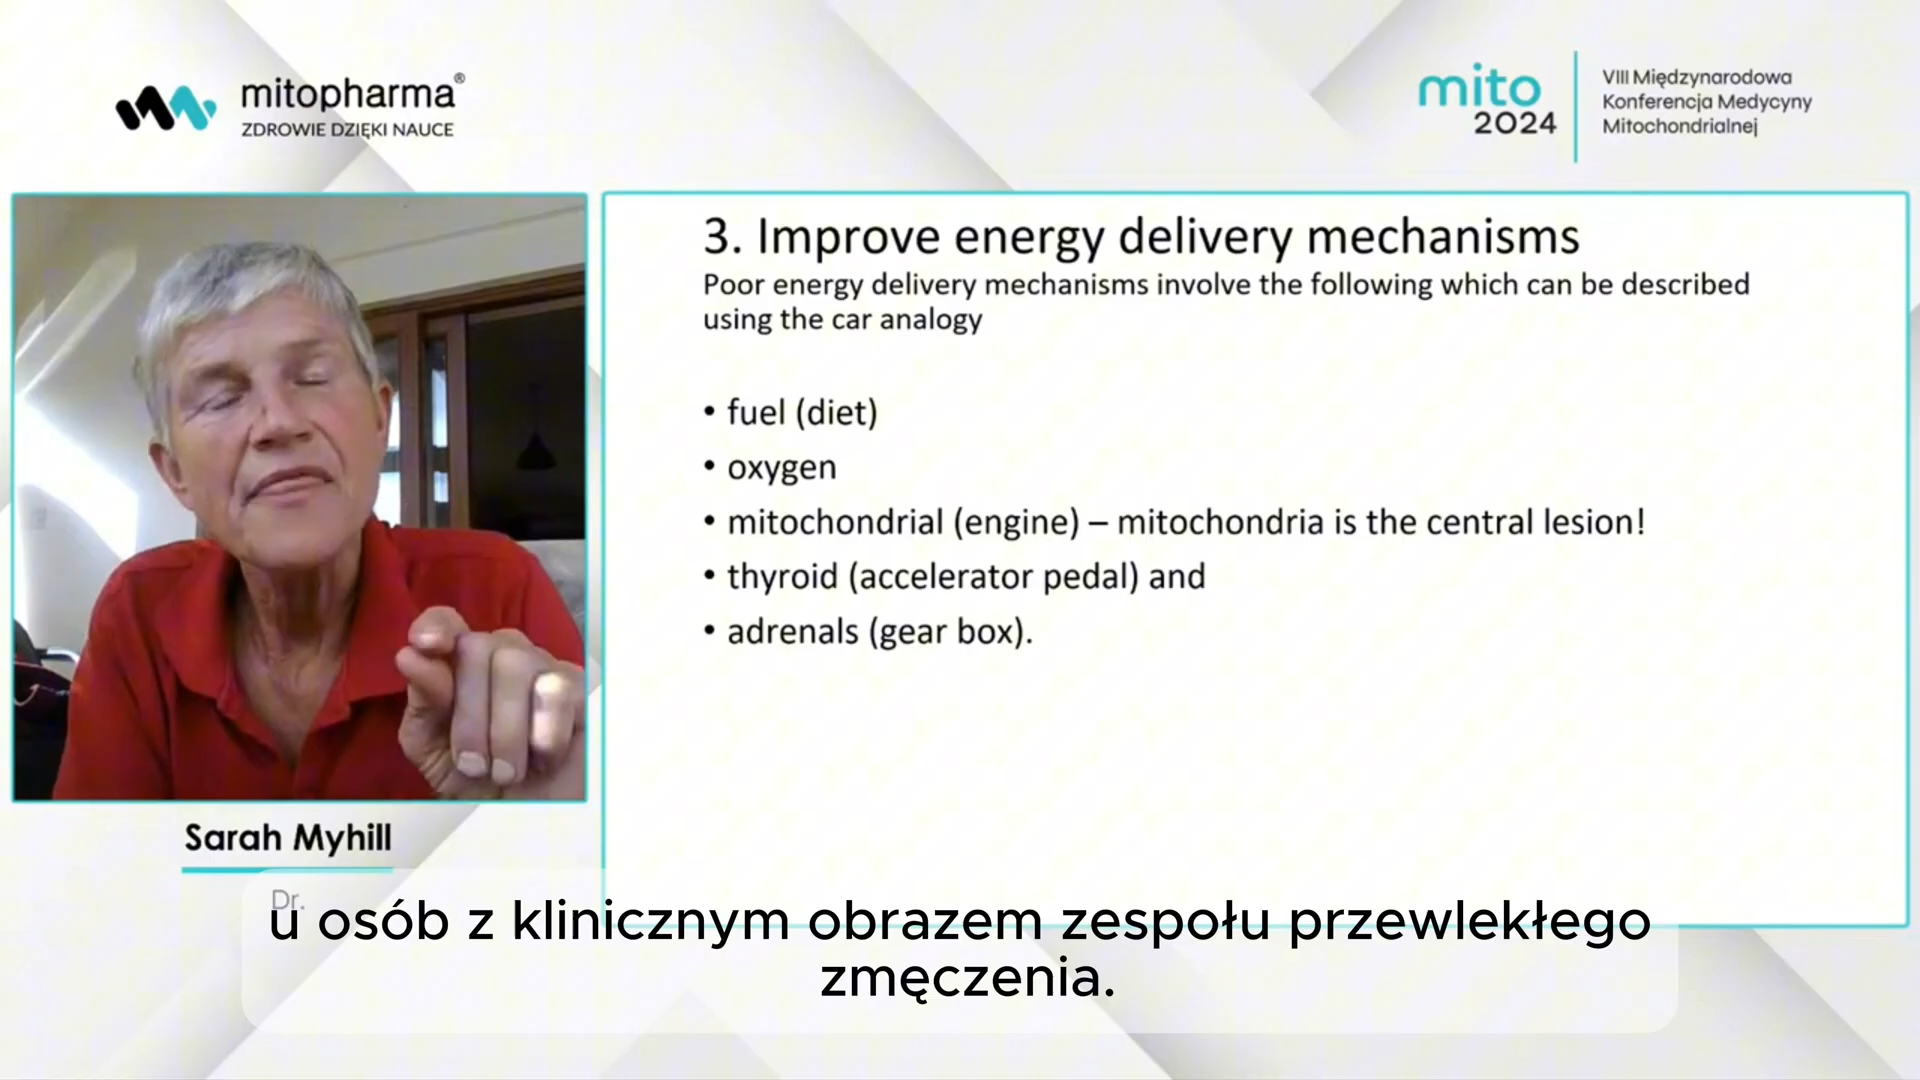 mitopharma®
ZDROWIE DZIĘKI NAUCE
mito
2024
VIII Międzynarodowa
Konferencja Medycyny
Mitochondrialnej
3. Improve energy delivery mechanisms
Poor energy delivery mechanisms involve the following which can be described
using the car analogy
• fuel (diet)
• oxygen
• mitochondrial (engine) – mitochondria is the central lesion!
• thyroid (accelerator pedal) and
• adrenals (gear box).
Sarah Myhill
Dr.
u osób z klinicznym obrazem zespołu przewlekłego
zmęczenia.